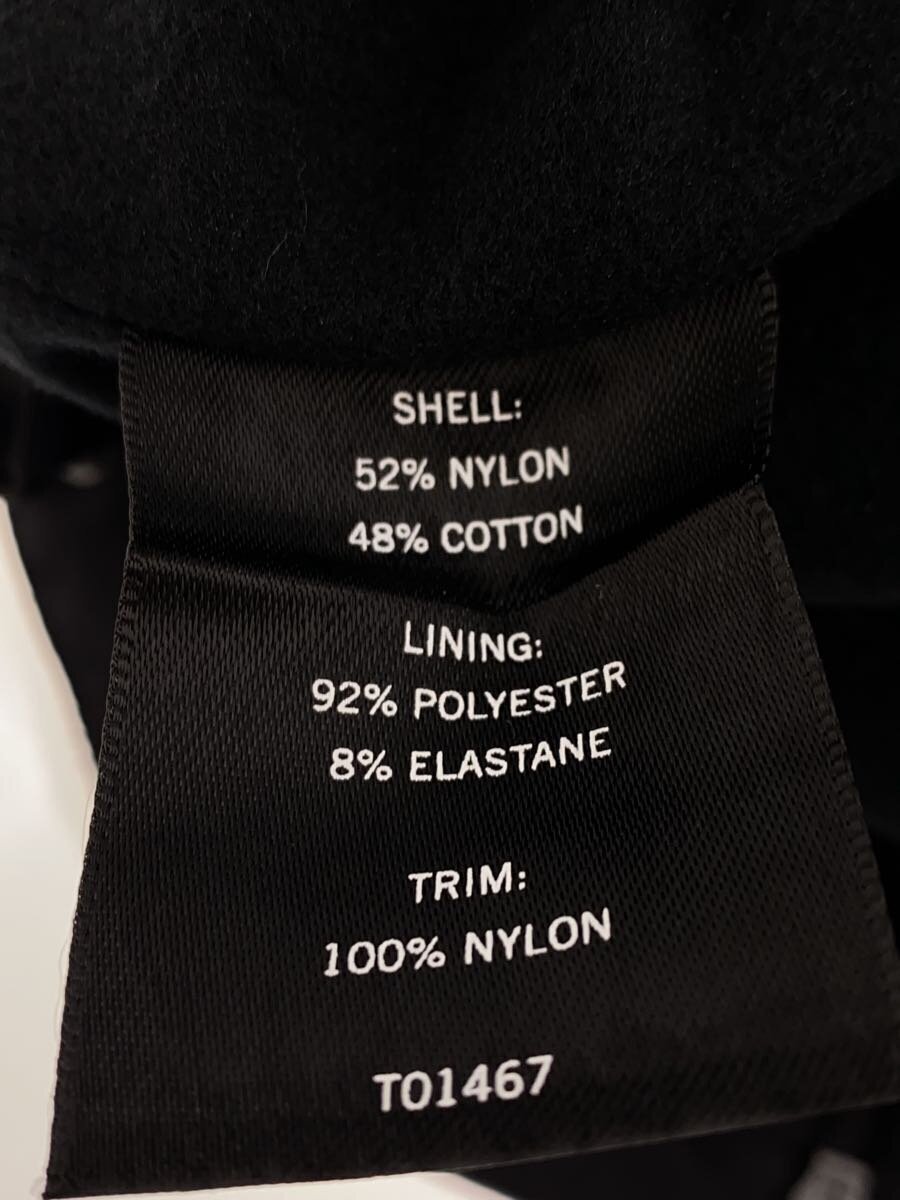 SHELL:
52% NYLON
48% COTTON
LINING:
92% POLYESTER
8% ELASTANE
TRIM:
100% NYLON
T01467